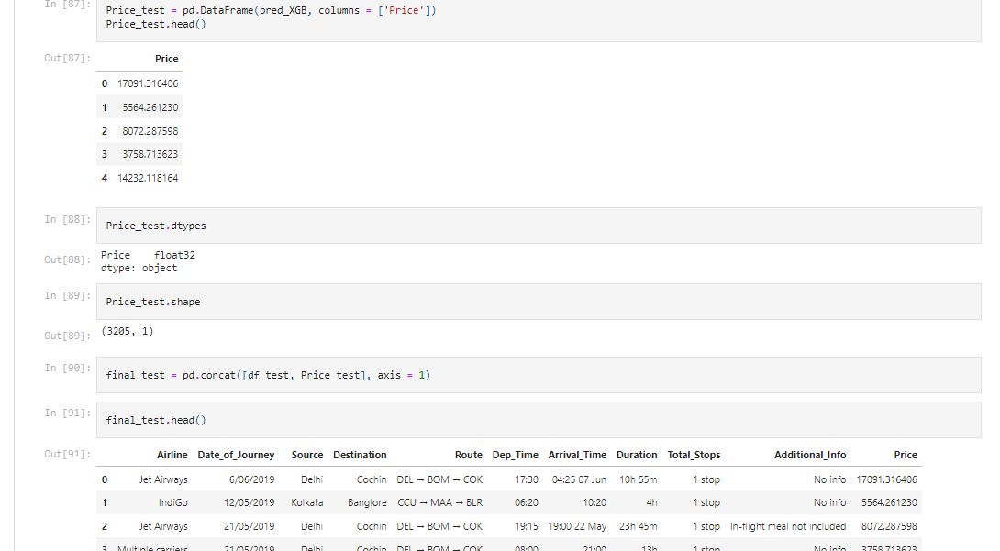 In [87]:
Price_test = pd.DataFrame(pred_XGB, columns = ['Price'])
Price_test.head()
Out[87]:
Price
0 17091.316406
1 5564.261230
2 8072.287598
3 3758.713623
4 14232.118164
In [88]:
Price_test.dtypes
Out[88]:
Price float32
dtype: object
In [89]:
Price_test.shape
Out[89]:
(3205, 1)
In [90]:
final_test = pd.concat([df_test, Price_test], axis = 1)
In [91]:
final_test.head()
Out[91]:
Airline Date_of_Journey Source Destination Route Dep_Time Arrival_Time Duration Total_Stops Additional_Info Price
0 Jet Airways 6/06/2019 Delhi Cochin DEL → BOM → COK 17:30 04:25 07 Jun 10h 55m 1 stop No info 17091.316406
1 IndiGo 12/05/2019 Kolkata Banglore CCU → MAA → BLR 06:20 10:20 4h 1 stop No info 5564.261230
2 Jet Airways 21/05/2019 Delhi Cochin DEL → BOM → COK 19:15 19:00 22 May 23h 45m 1 stop In-flight meal not included 8072.287598
3 Multiple carriers 21/05/2019 Delhi Cochin DEL → BOM → COK 08:00 21:00 13h 1 stop No info 3758.713623